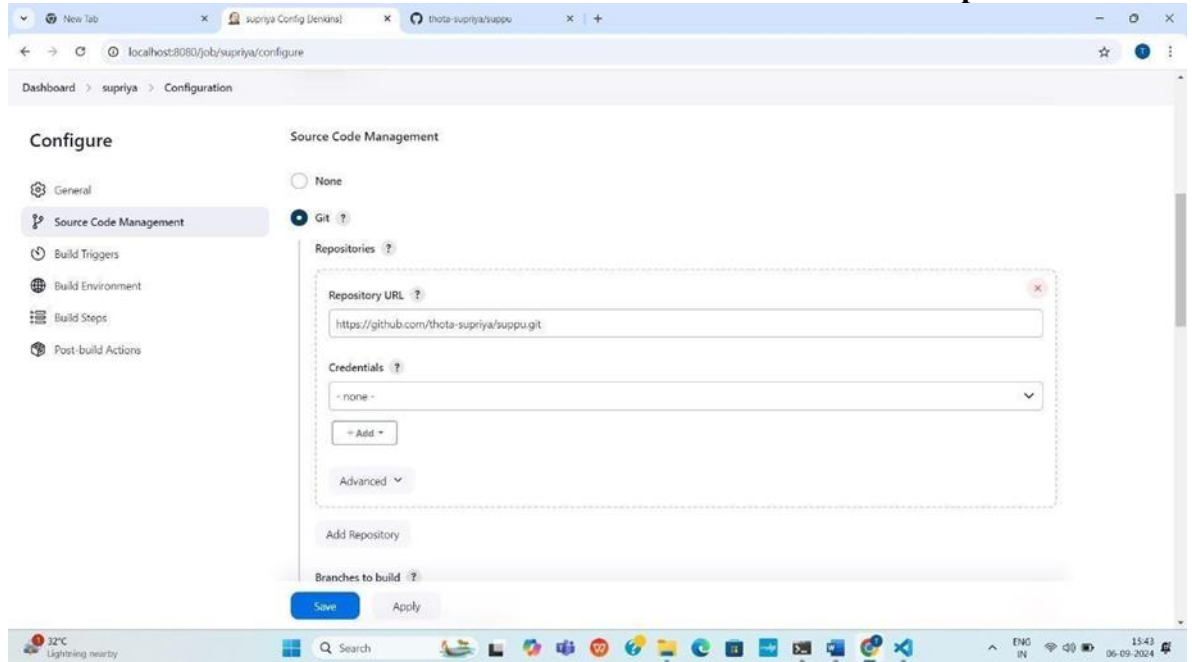 New Tab
supriya Config [Jenkins]
thota-supriya/suppu
localhost:8080/job/supriya/configure
T
Dashboard > supriya > Configuration
Configure
General
Source Code Management
Build Triggers
Build Environment
Build Steps
Post-build Actions
Source Code Management
None
Git ?
Repositories ?
Repository URL ?
https://github.com/thota-supriya/suppu.git
Credentials ?
- none -
+ Add
Advanced
Add Repository
Branches to build ?
Save
Apply
32°C
Lightning nearby
Search
ENG
IN
15:43
06-09-2024